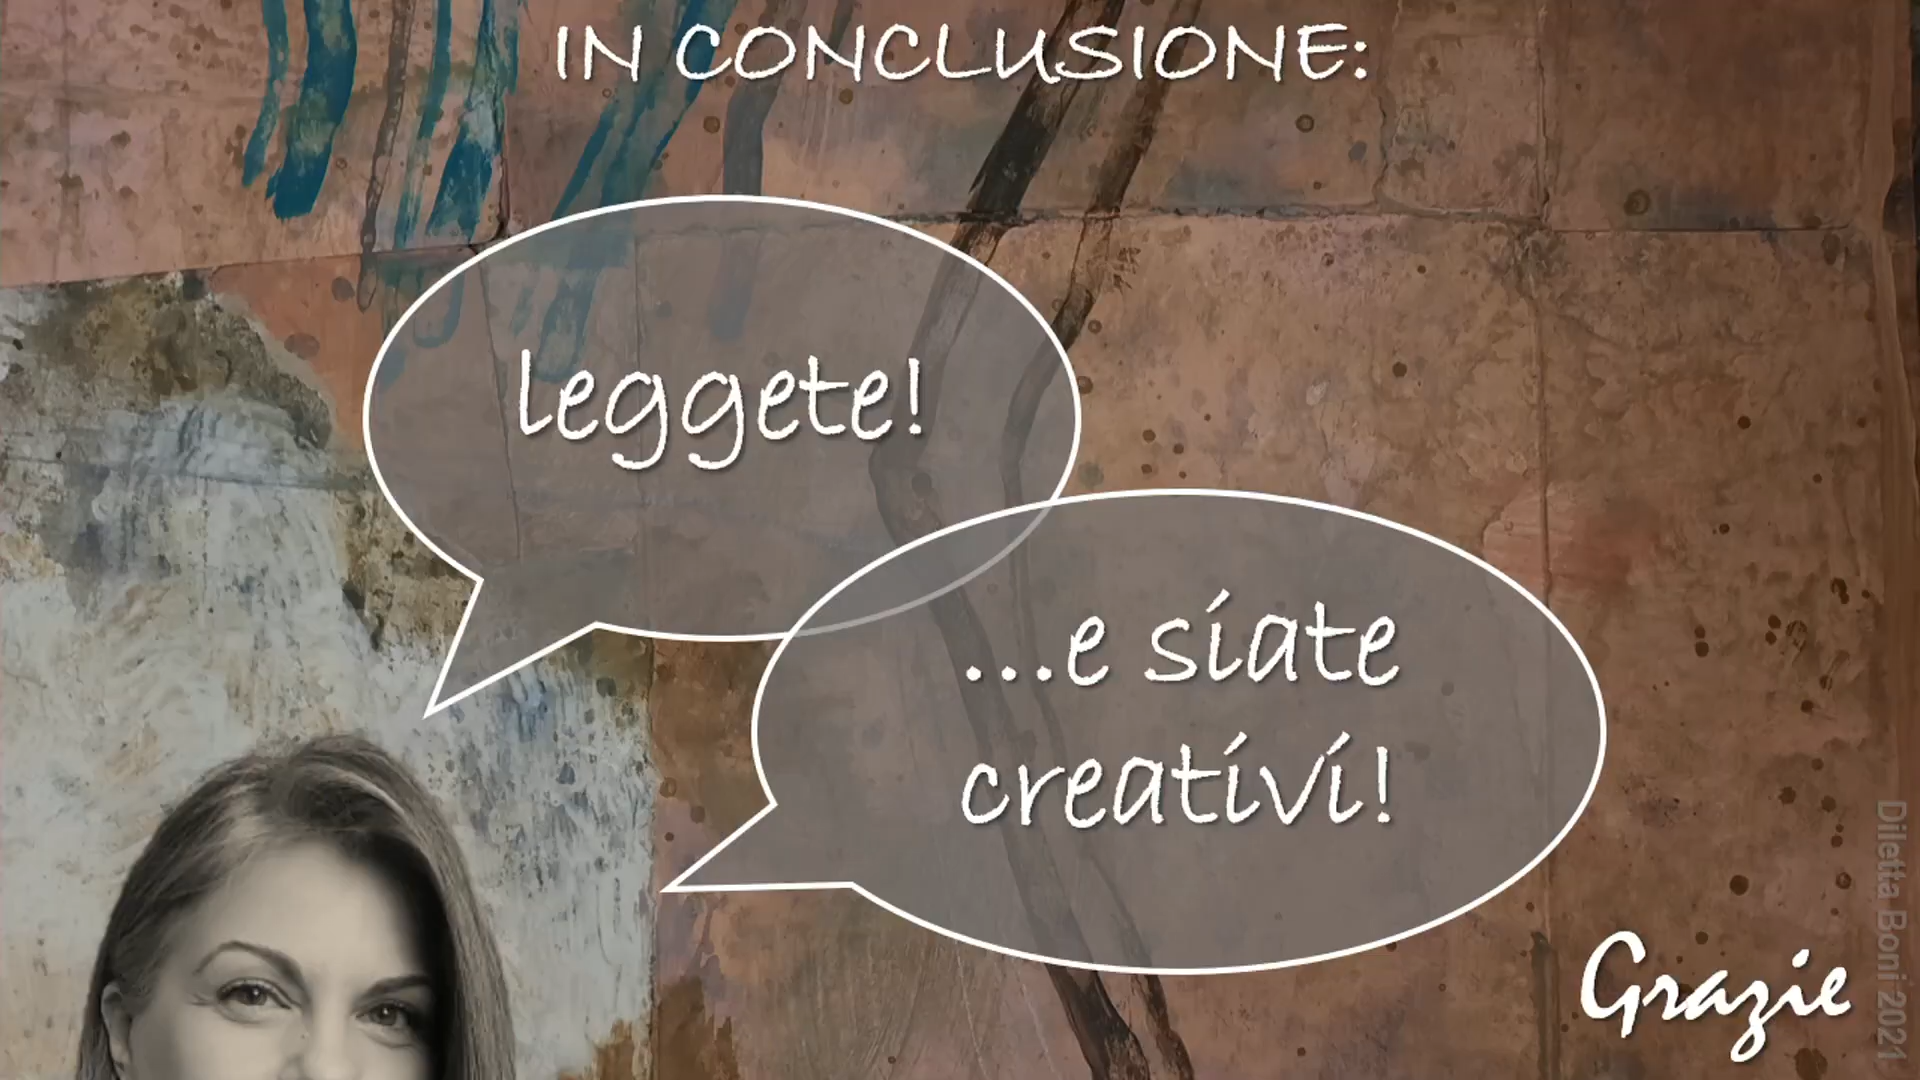 IN CONCLUSIONE:
leggete!
...e siate
creativi!
Grazie
Diletta Boni 2021